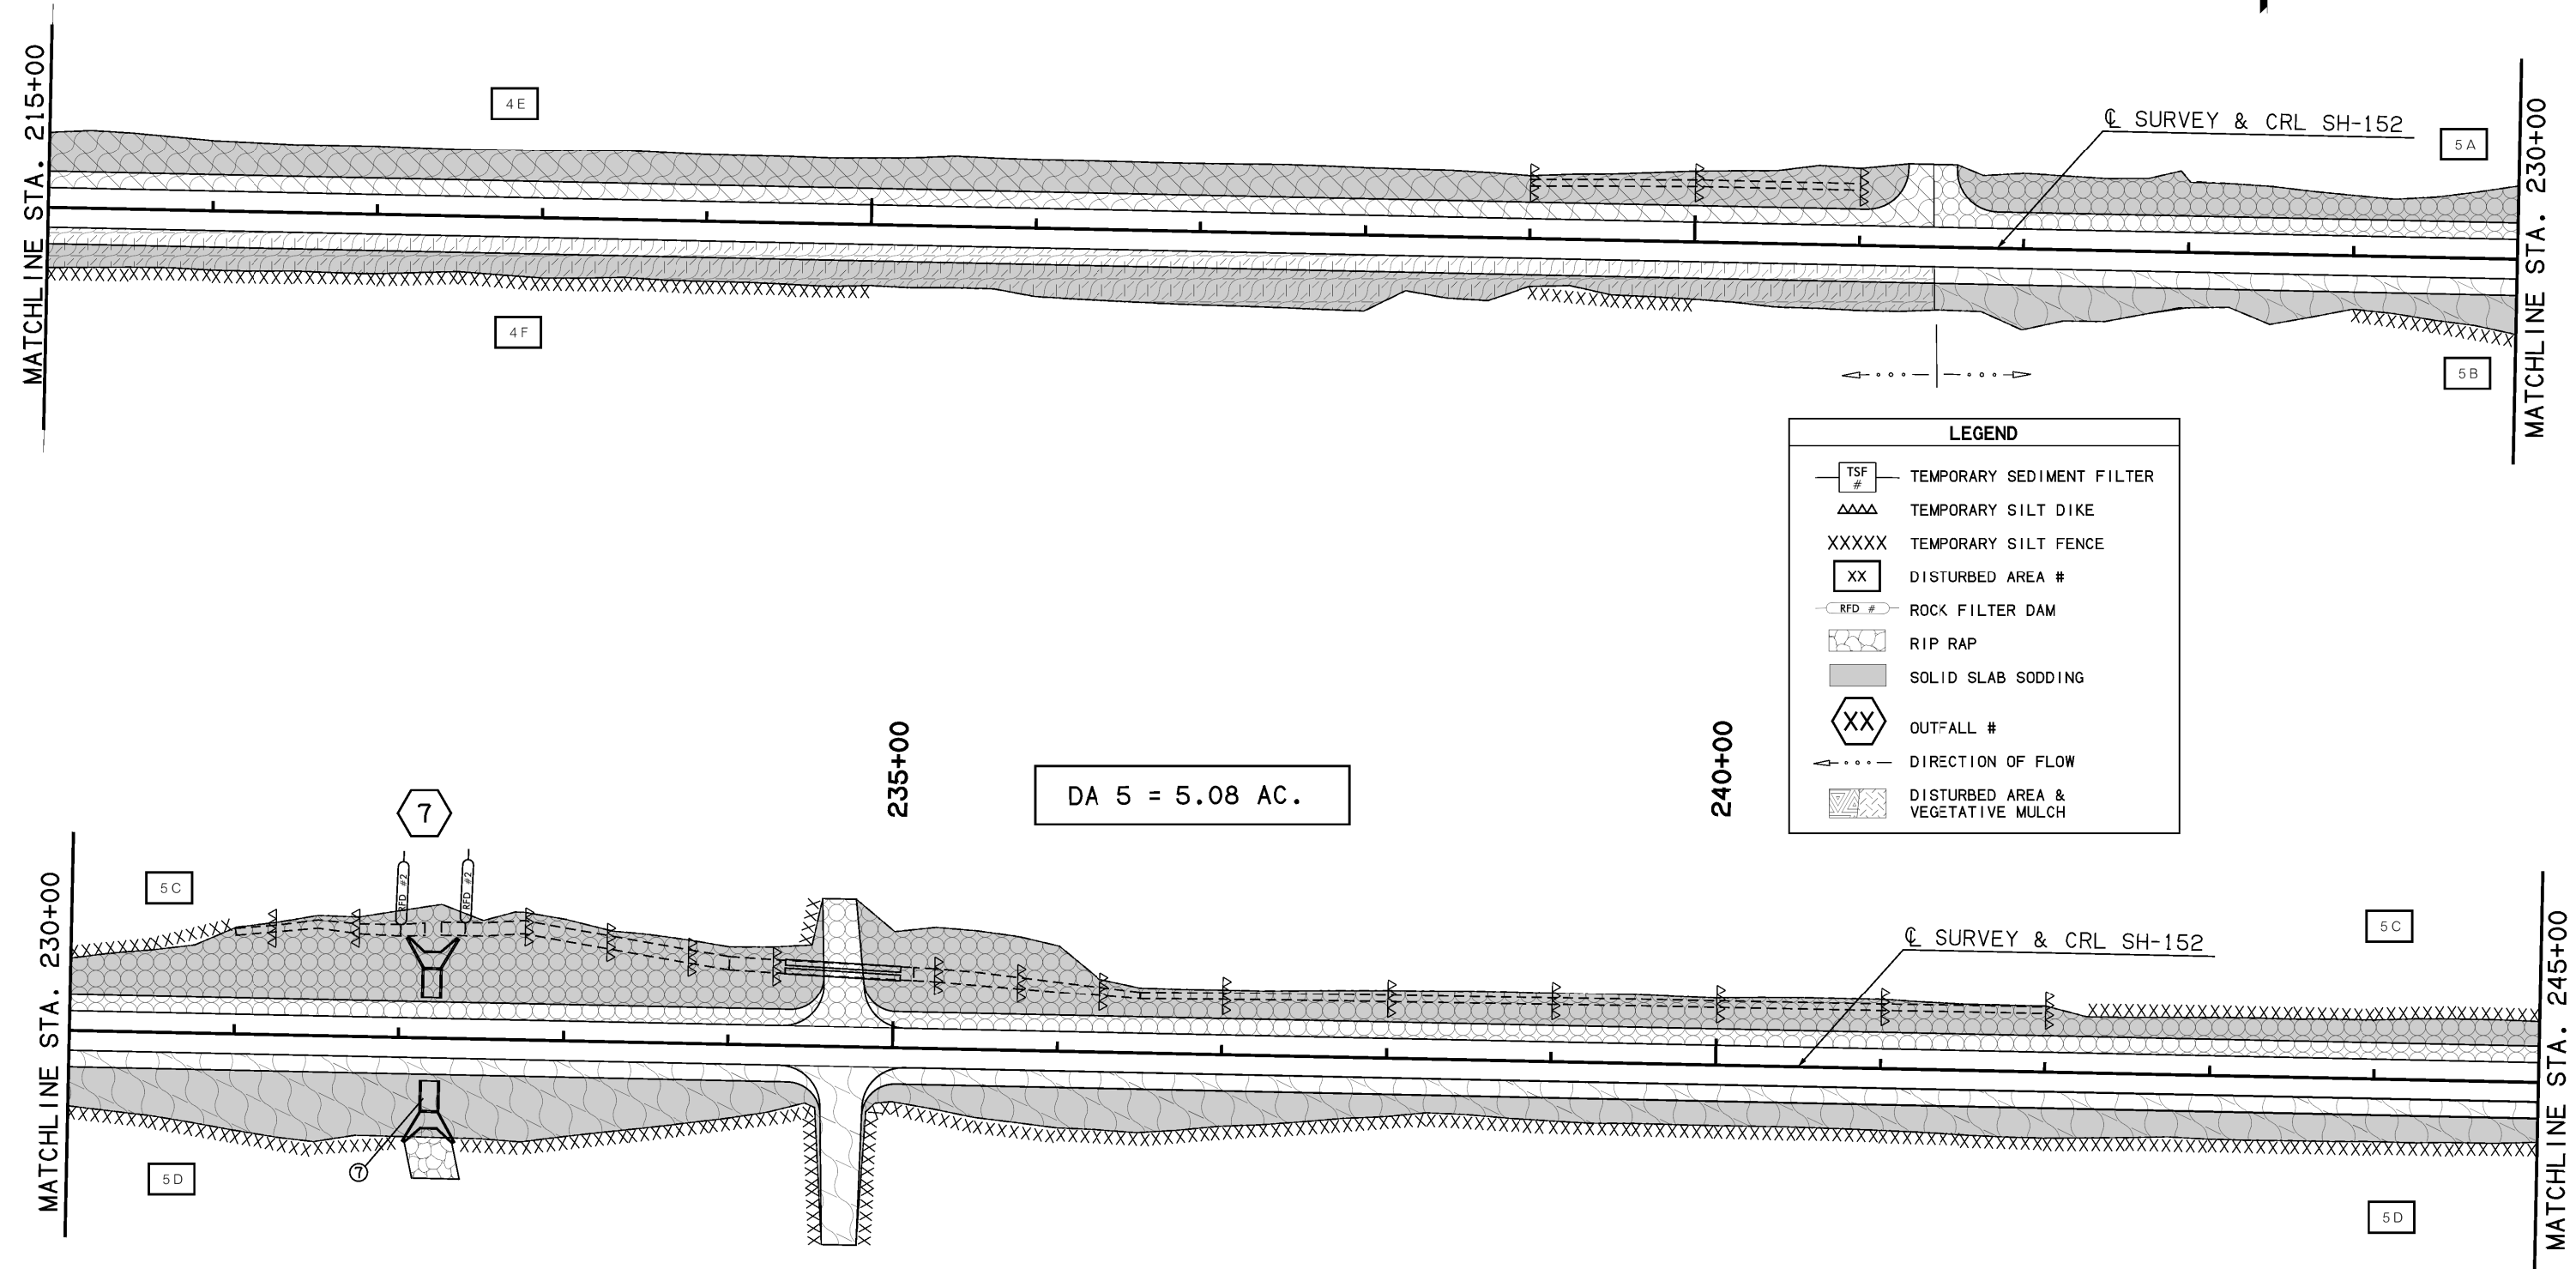 MATCHLINE STA. 215+00
4E
4F
℄ SURVEY & CRL SH-152
5A
5B
MATCHLINE STA. 230+00
LEGEND
TSF
#
TEMPORARY SEDIMENT FILTER
TEMPORARY SILT DIKE
XXXXX TEMPORARY SILT FENCE
XX DISTURBED AREA #
RFD # ROCK FILTER DAM
RIP RAP
SOLID SLAB SODDING
XX OUTFALL #
DIRECTION OF FLOW
DISTURBED AREA &
VEGETATIVE MULCH
MATCHLINE STA. 230+00
5C
7
RFD #2
RFD #2
235+00
DA 5 = 5.08 AC.
240+00
℄ SURVEY & CRL SH-152
5C
5D
7
5D
MATCHLINE STA. 245+00